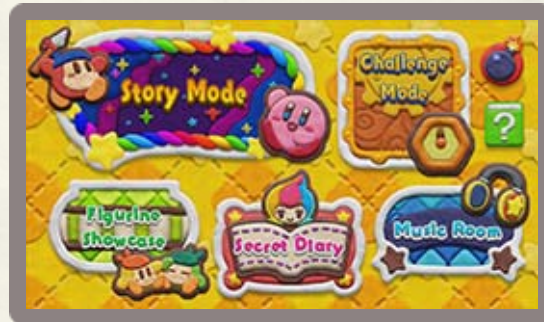 Story Mode
Challenge
Mode
?
Figurine
Showcase
Secret Diary
Music Room